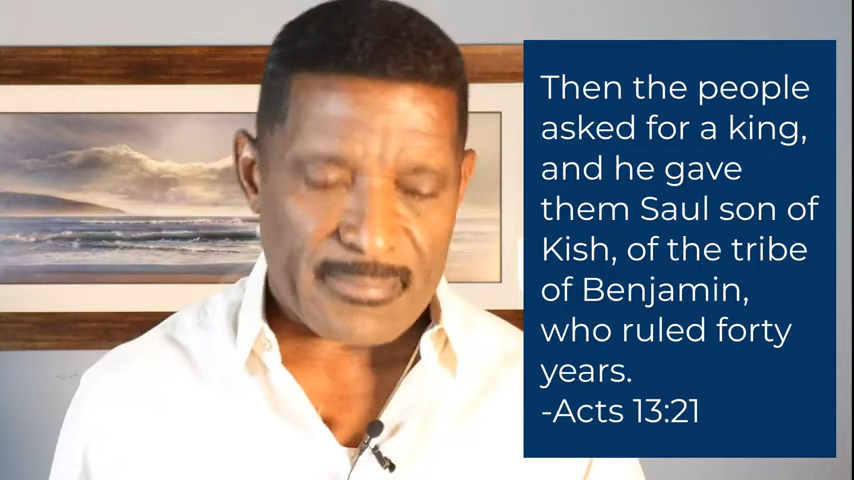 Then the people
asked for a king,
and he gave
them Saul son of
Kish, of the tribe
of Benjamin,
who ruled forty
years.
-Acts 13:21